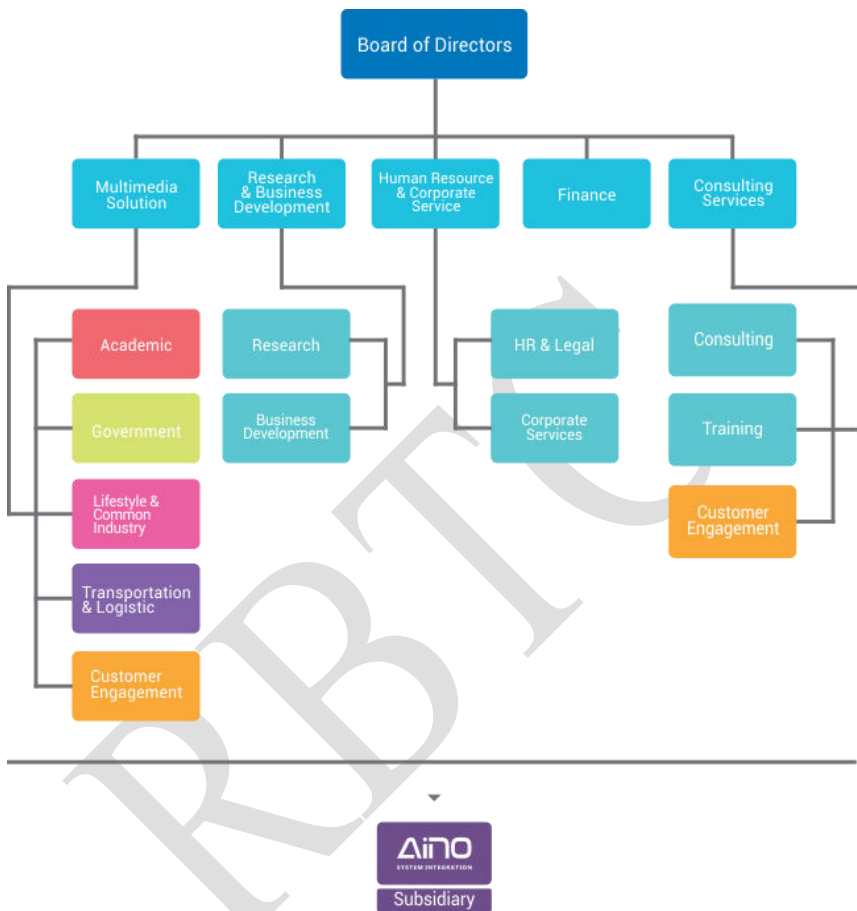 Board of Directors
Multimedia
Solution
Research
& Business
Development
Human Resource
& Corporate
Service
Finance
Consulting
Services
Academic
Government
Lifestyle &
Common
Industry
Transportation
& Logistic
Customer
Engagement
Research
Business
Development
HR & Legal
Corporate
Services
Consulting
Training
Customer
Engagement
RBTC
AiNO
SYSTEM INTEGRATION
Subsidiary